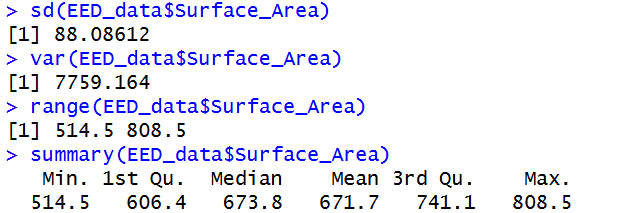 > sd(EED_data$Surface_Area)
[1] 88.08612
> var(EED_data$Surface_Area)
[1] 7759.164
> range(EED_data$Surface_Area)
[1] 514.5 808.5
> summary(EED_data$Surface_Area)
   Min. 1st Qu.  Median    Mean 3rd Qu.    Max.
  514.5   606.4   673.8   671.7   741.1   808.5